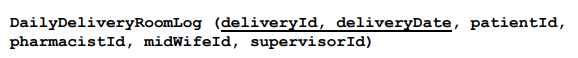 DailyDeliveryRoomLog (deliveryId, deliveryDate, patientId,
pharmacistId, midWifeId, supervisorId)